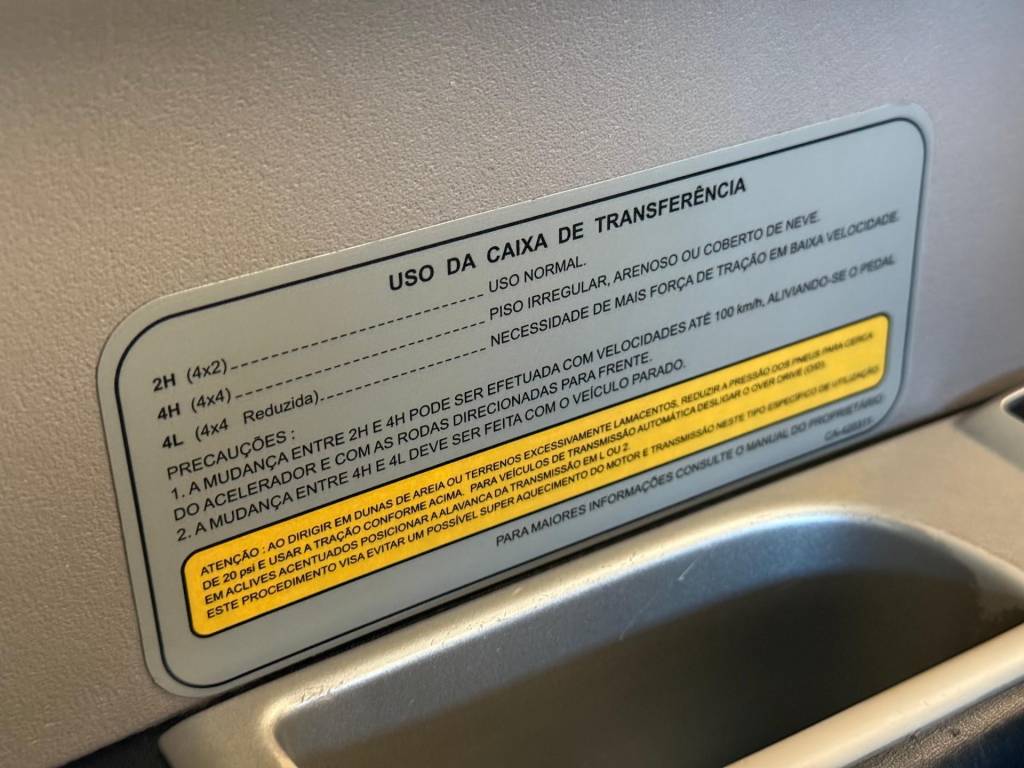 USO DA CAIXA DE TRANSFERÊNCIA
2H (4x2)---------------------------- USO NORMAL.
4H (4x4)---------------------------- PISO IRREGULAR, ARENOSO OU COBERTO DE NEVE.
4L (4x4 Reduzida)------------------- NECESSIDADE DE MAIS FORÇA DE TRAÇÃO EM BAIXA VELOCIDADE.
PRECAUÇÕES :
1. A MUDANÇA ENTRE 2H E 4H PODE SER EFETUADA COM VELOCIDADES ATÉ 100 km/h, ALIVIANDO-SE O PEDAL
DO ACELERADOR E COM AS RODAS DIRECIONADAS PARA FRENTE.
2. A MUDANÇA ENTRE 4H E 4L DEVE SER FEITA COM O VEÍCULO PARADO.
ATENÇÃO : AO DIRIGIR EM DUNAS DE AREIA OU TERRENOS EXCESSIVAMENTE LAMACENTOS, REDUZIR A PRESSÃO DOS PNEUS PARA CERCA
DE 20 psi E USAR A TRAÇÃO CONFORME ACIMA. PARA VEÍCULOS DE TRANSMISSÃO AUTOMÁTICA DESLIGAR O OVER DRIVE (O/D).
EM ACLIVES ACENTUADOS POSICIONAR A ALAVANCA DA TRANSMISSÃO EM L OU 2.
ESTE PROCEDIMENTO VISA EVITAR UM POSSÍVEL SUPER AQUECIMENTO DO MOTOR E TRANSMISSÃO NESTE TIPO ESPECÍFICO DE UTILIZAÇÃO.
PARA MAIORES INFORMAÇÕES CONSULTE O MANUAL DO PROPRIETÁRIO.